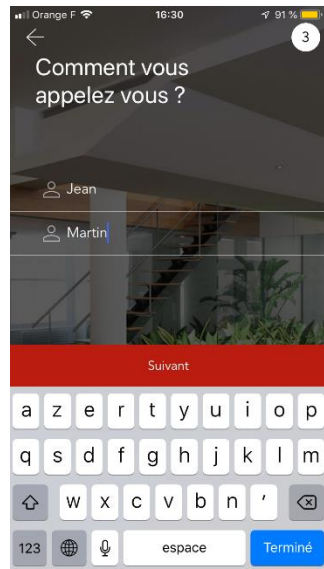 Orange F 16:30 91 %
3
Comment vous
appelez vous ?
Jean
Martin
Suivant
a z e r t y u i o p
q s d f g h j k l m
w x c v b n '
123 espace Terminé